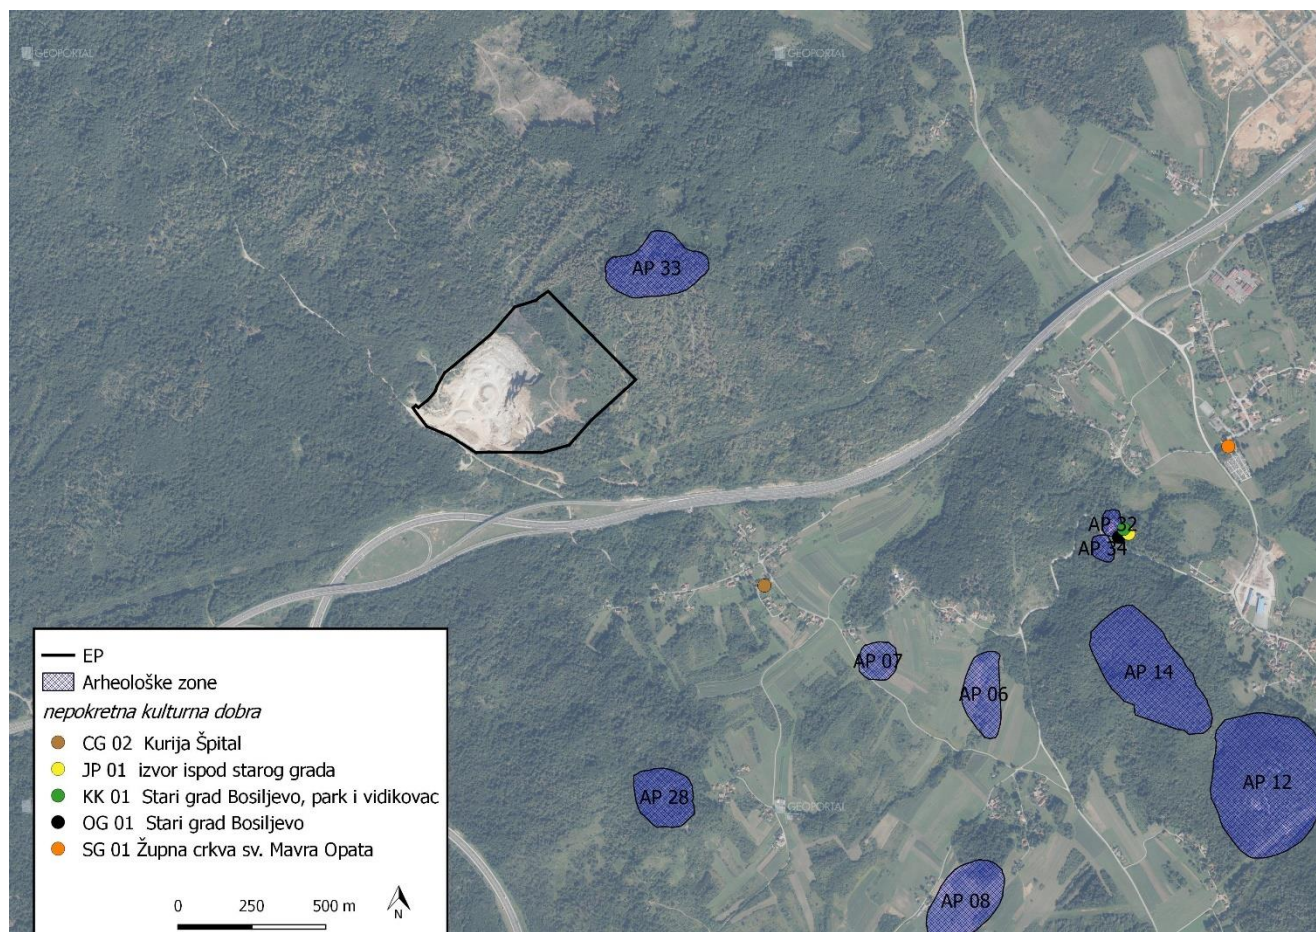 GEOPORTAL
GEOPORTAL
AP 33
AP 32
AP 34
AP 07
AP 06
AP 14
AP 12
AP 28
GEOPORTAL
AP 08
EP
Arheološke zone
nepokretna kulturna dobra
CG 02 Kurija Špital
JP 01 izvor ispod starog grada
KK 01 Stari grad Bosiljevo, park i vidikovac
OG 01 Stari grad Bosiljevo
SG 01 Župna crkva sv. Mavra Opata
0 250 500 m
N